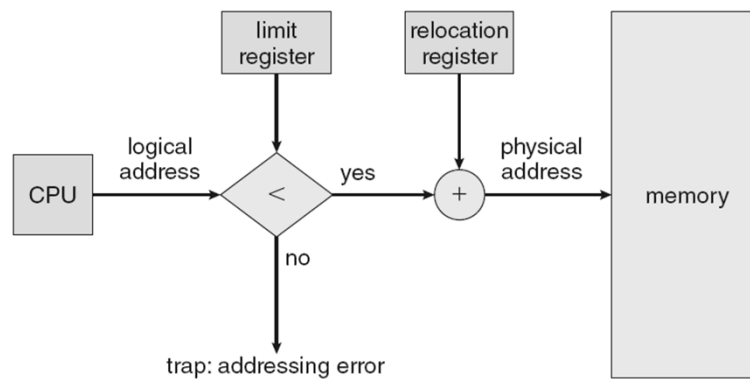 limit
register
relocation
register
logical
address
physical
address
CPU
<
yes
+
memory
no
trap: addressing error